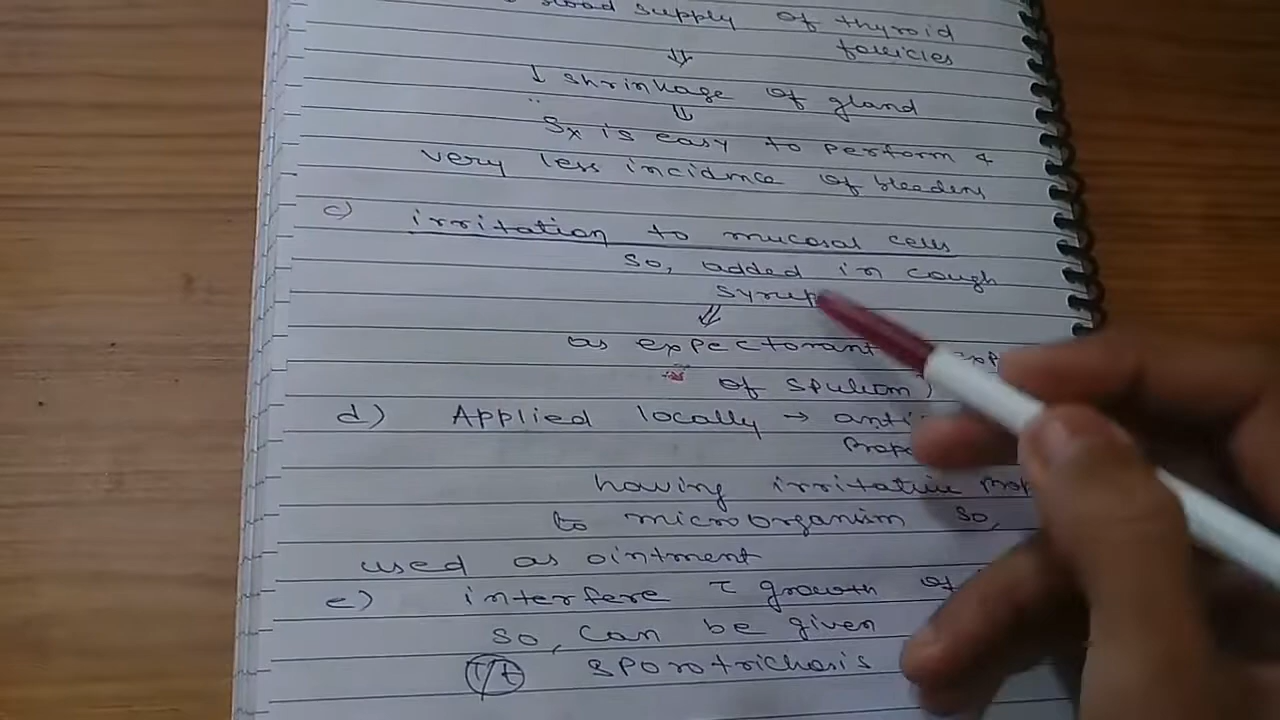 blood supply of thyroid
follicles
⇓
↓ shrinkage of gland
⇓
Sx is easy to perform &
very less incidence of bleeding
c) irritation to mucosal cells
so, added in cough
syrup
⇓
as expectorant
of sputum)
d) Applied locally → anti
Prop
having irritative prop
to microorganism so,
used as ointment
e) interfere c growth of
so, can be given
i/t sporotrichosis